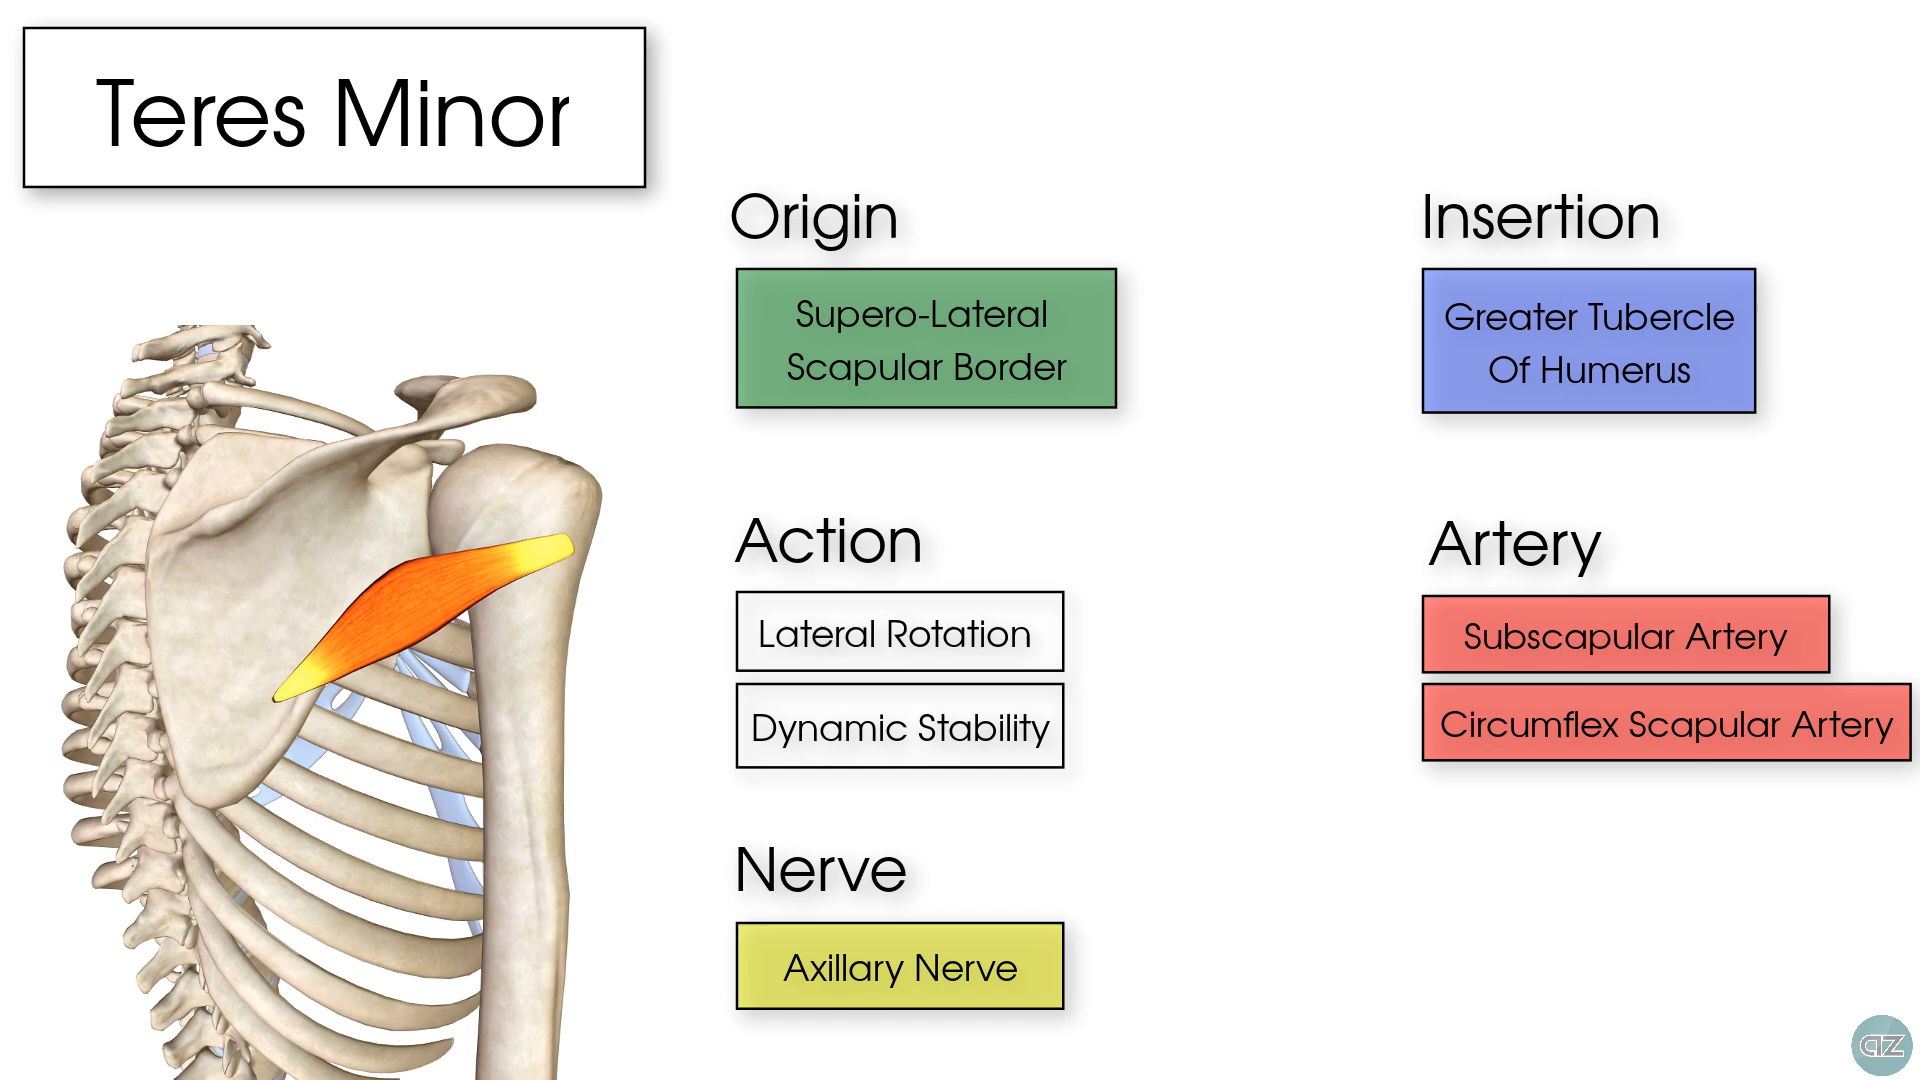 Teres Minor
Origin
Supero-Lateral
Scapular Border
Insertion
Greater Tubercle
Of Humerus
Action
Lateral Rotation
Dynamic Stability
Artery
Subscapular Artery
Circumflex Scapular Artery
Nerve
Axillary Nerve
az